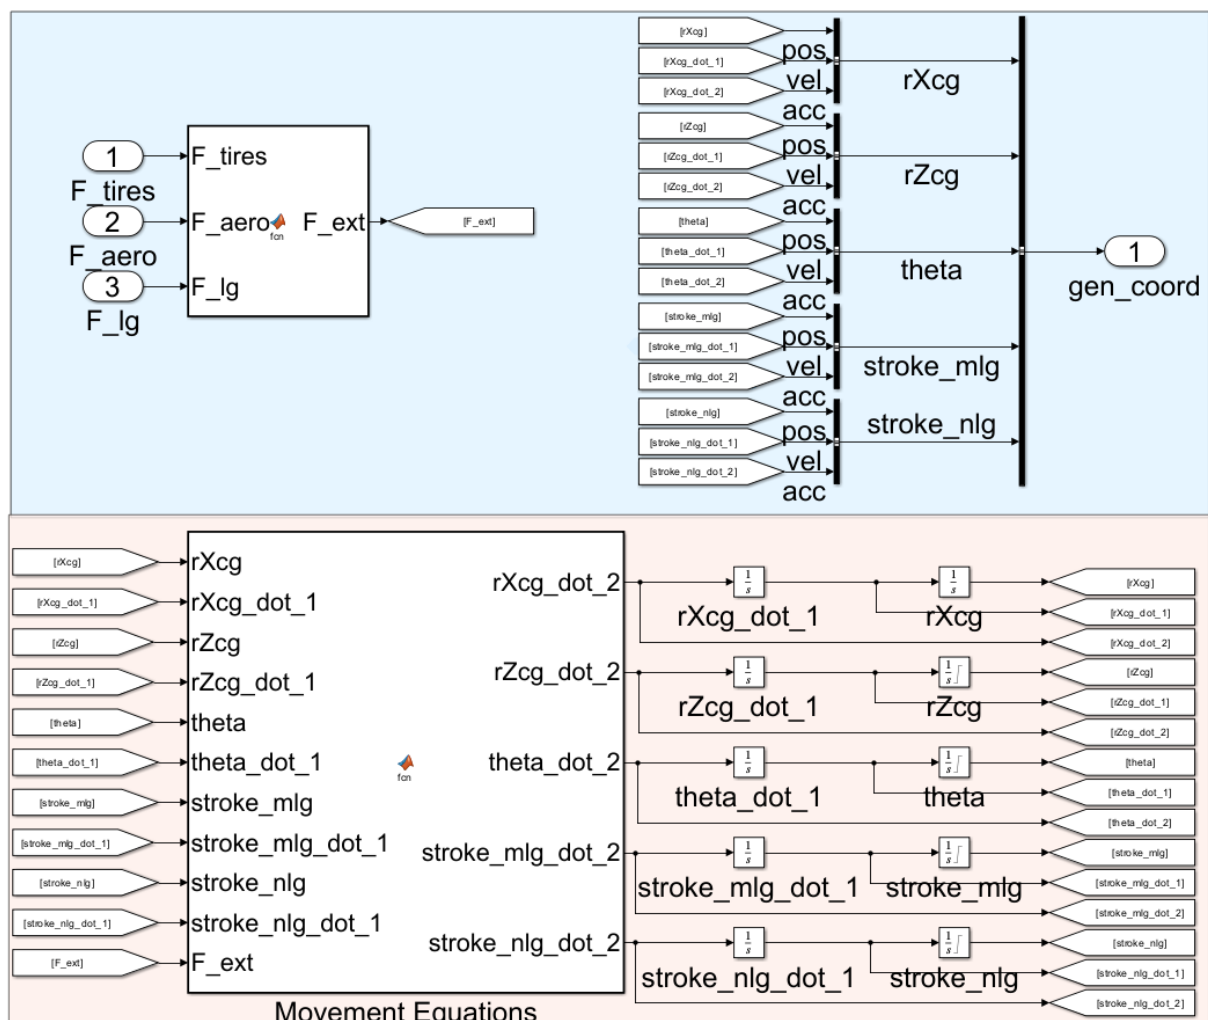 1
F_tires
2
F_aero
3
F_lg
F_tires
F_aero
F_lg
fcn
F_ext
[F_ext]
[rXcg]
pos
[rXcg_dot_1]
vel
[rXcg_dot_2]
acc
rXcg
[rZcg]
pos
[rZcg_dot_1]
vel
[rZcg_dot_2]
acc
rZcg
[theta]
pos
[theta_dot_1]
vel
[theta_dot_2]
acc
theta
[stroke_mlg]
pos
[stroke_mlg_dot_1]
vel
[stroke_mlg_dot_2]
acc
stroke_mlg
[stroke_nlg]
pos
[stroke_nlg_dot_1]
vel
[stroke_nlg_dot_2]
acc
stroke_nlg
1
gen_coord
[rXcg]
[rXcg_dot_1]
[rZcg]
[rZcg_dot_1]
[theta]
[theta_dot_1]
[stroke_mlg]
[stroke_mlg_dot_1]
[stroke_nlg]
[stroke_nlg_dot_1]
[F_ext]
rXcg
rXcg_dot_1
rZcg
rZcg_dot_1
theta
theta_dot_1
stroke_mlg
stroke_mlg_dot_1
stroke_nlg
stroke_nlg_dot_1
F_ext
fcn
rXcg_dot_2
rZcg_dot_2
theta_dot_2
stroke_mlg_dot_2
stroke_nlg_dot_2
Movement Equations
1/s
rXcg_dot_1
1/s
rXcg
[rXcg]
[rXcg_dot_1]
[rXcg_dot_2]
1/s
rZcg_dot_1
1/s
rZcg
[rZcg]
[rZcg_dot_1]
[rZcg_dot_2]
1/s
theta_dot_1
1/s
theta
[theta]
[theta_dot_1]
[theta_dot_2]
1/s
stroke_mlg_dot_1
1/s
stroke_mlg
[stroke_mlg]
[stroke_mlg_dot_1]
[stroke_mlg_dot_2]
1/s
stroke_nlg_dot_1
1/s
stroke_nlg
[stroke_nlg]
[stroke_nlg_dot_1]
[stroke_nlg_dot_2]